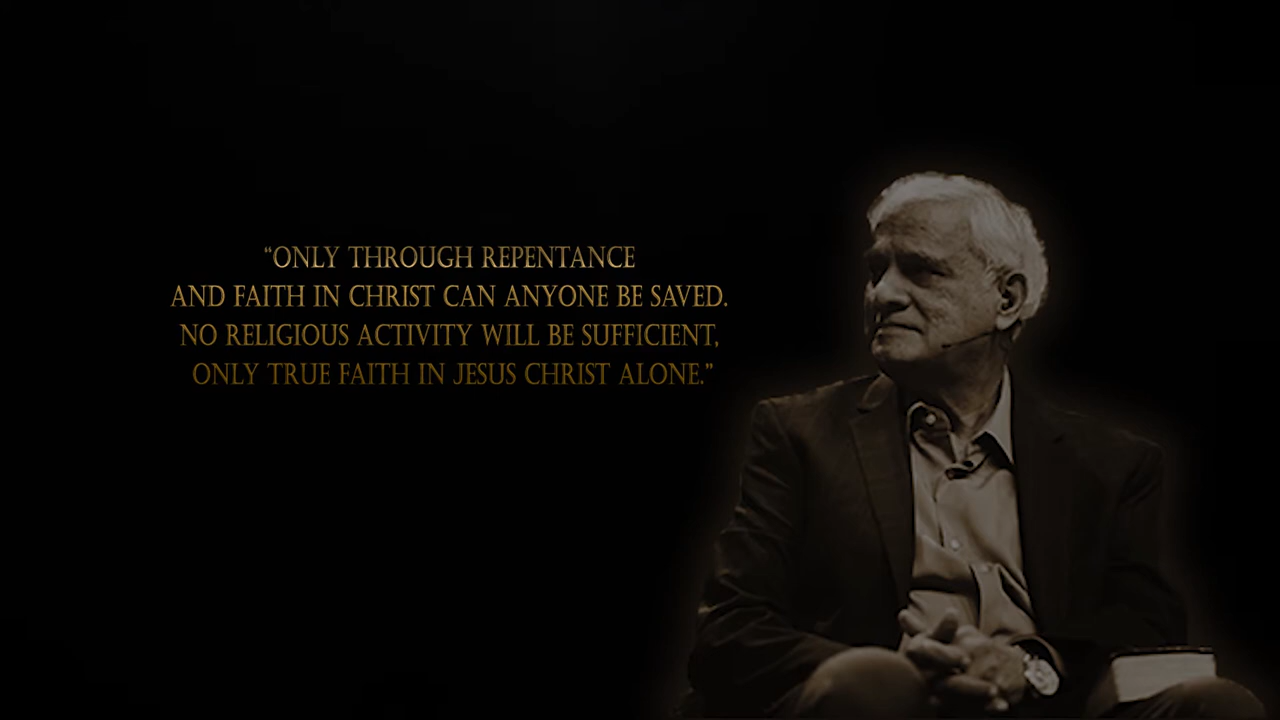 “ONLY THROUGH REPENTANCE
AND FAITH IN CHRIST CAN ANYONE BE SAVED.
NO RELIGIOUS ACTIVITY WILL BE SUFFICIENT,
ONLY TRUE FAITH IN JESUS CHRIST ALONE.”